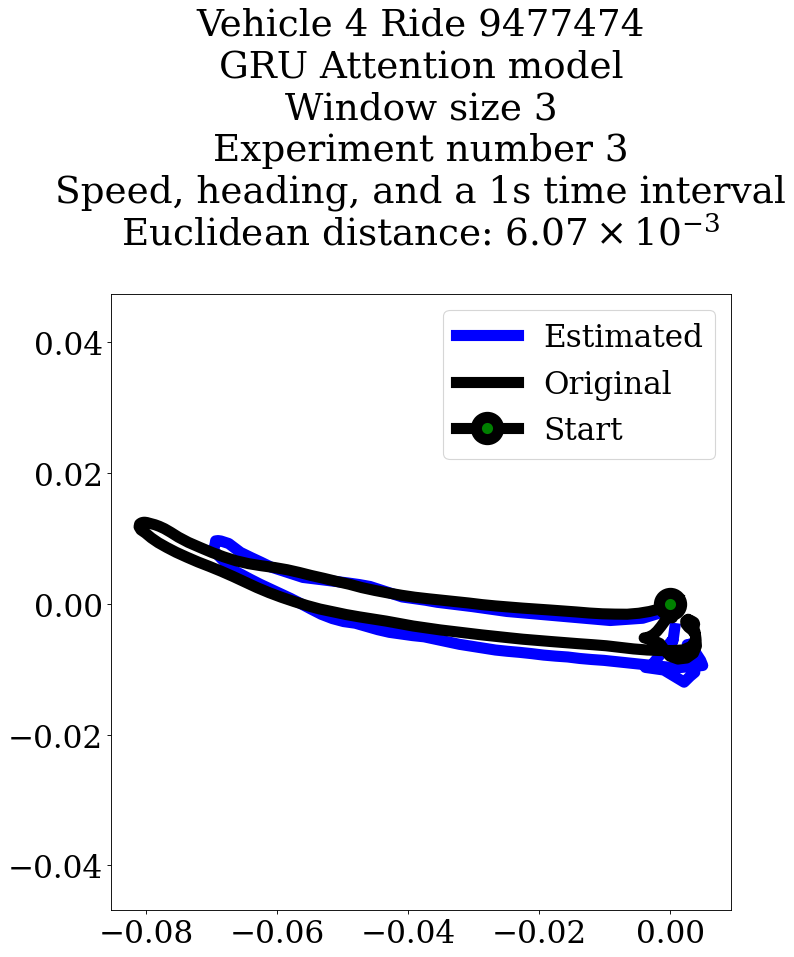 Vehicle 4 Ride 9477474
GRU Attention model
Window size 3
Experiment number 3
Speed, heading, and a 1s time interval
Euclidean distance: 6.07 × 10⁻³
Estimated
Original
Start
0.04
0.02
0.00
−0.02
−0.04
−0.08 −0.06 −0.04 −0.02 0.00